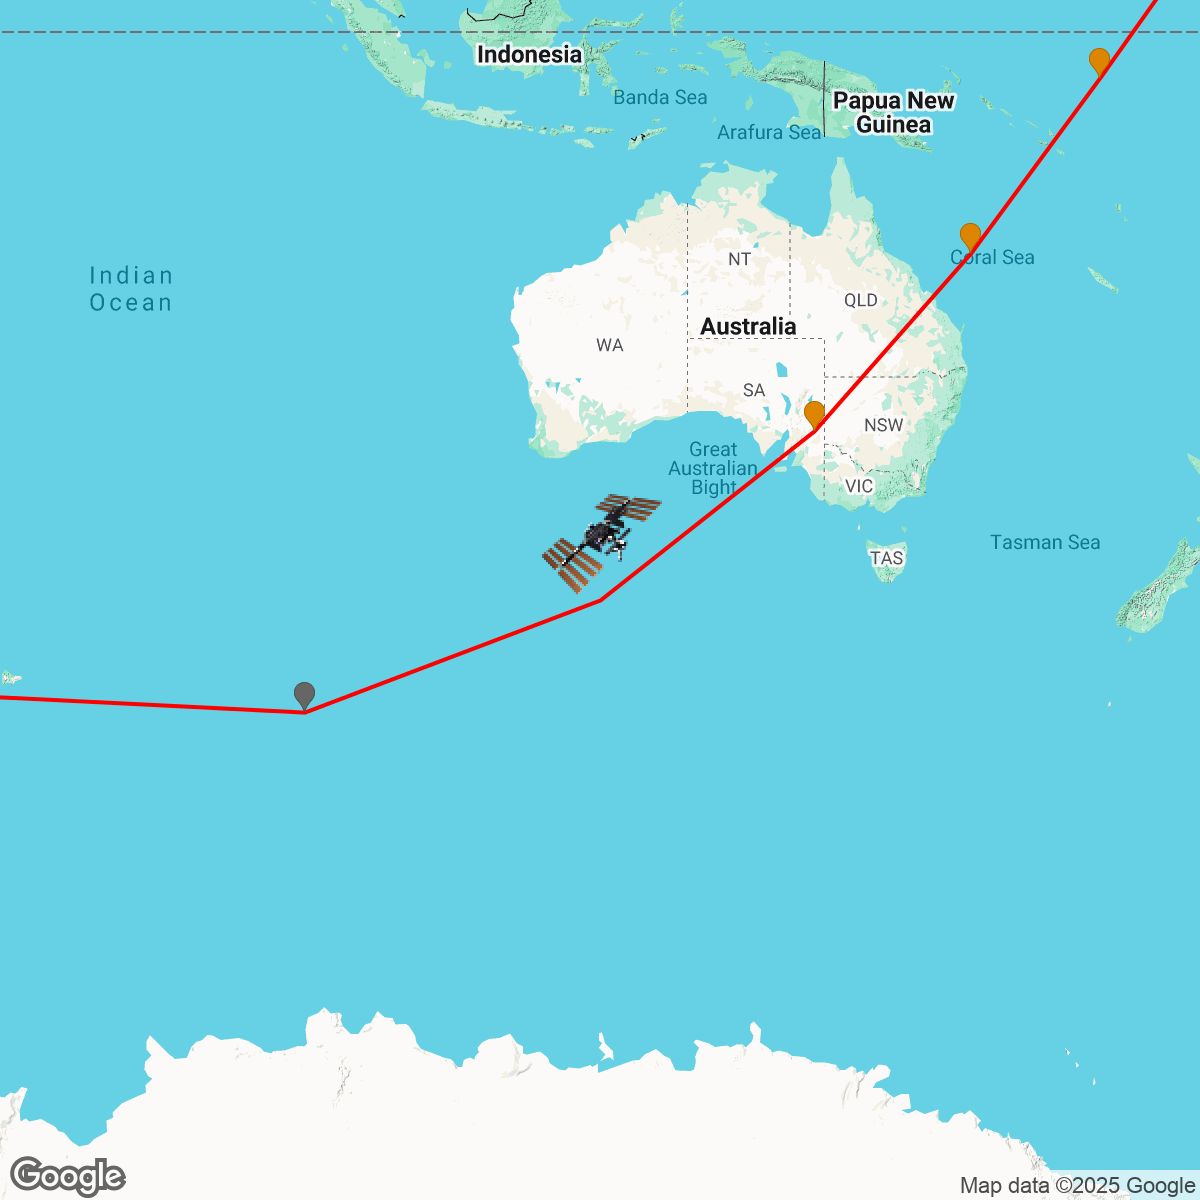 Indonesia
Banda Sea
Papua New
Guinea
Arafura Sea
Indian
Ocean
NT
Coral Sea
QLD
Australia
WA
SA
NSW
Great
Australian
Bight
VIC
TAS
Tasman Sea
Google
Map data ©2025 Google